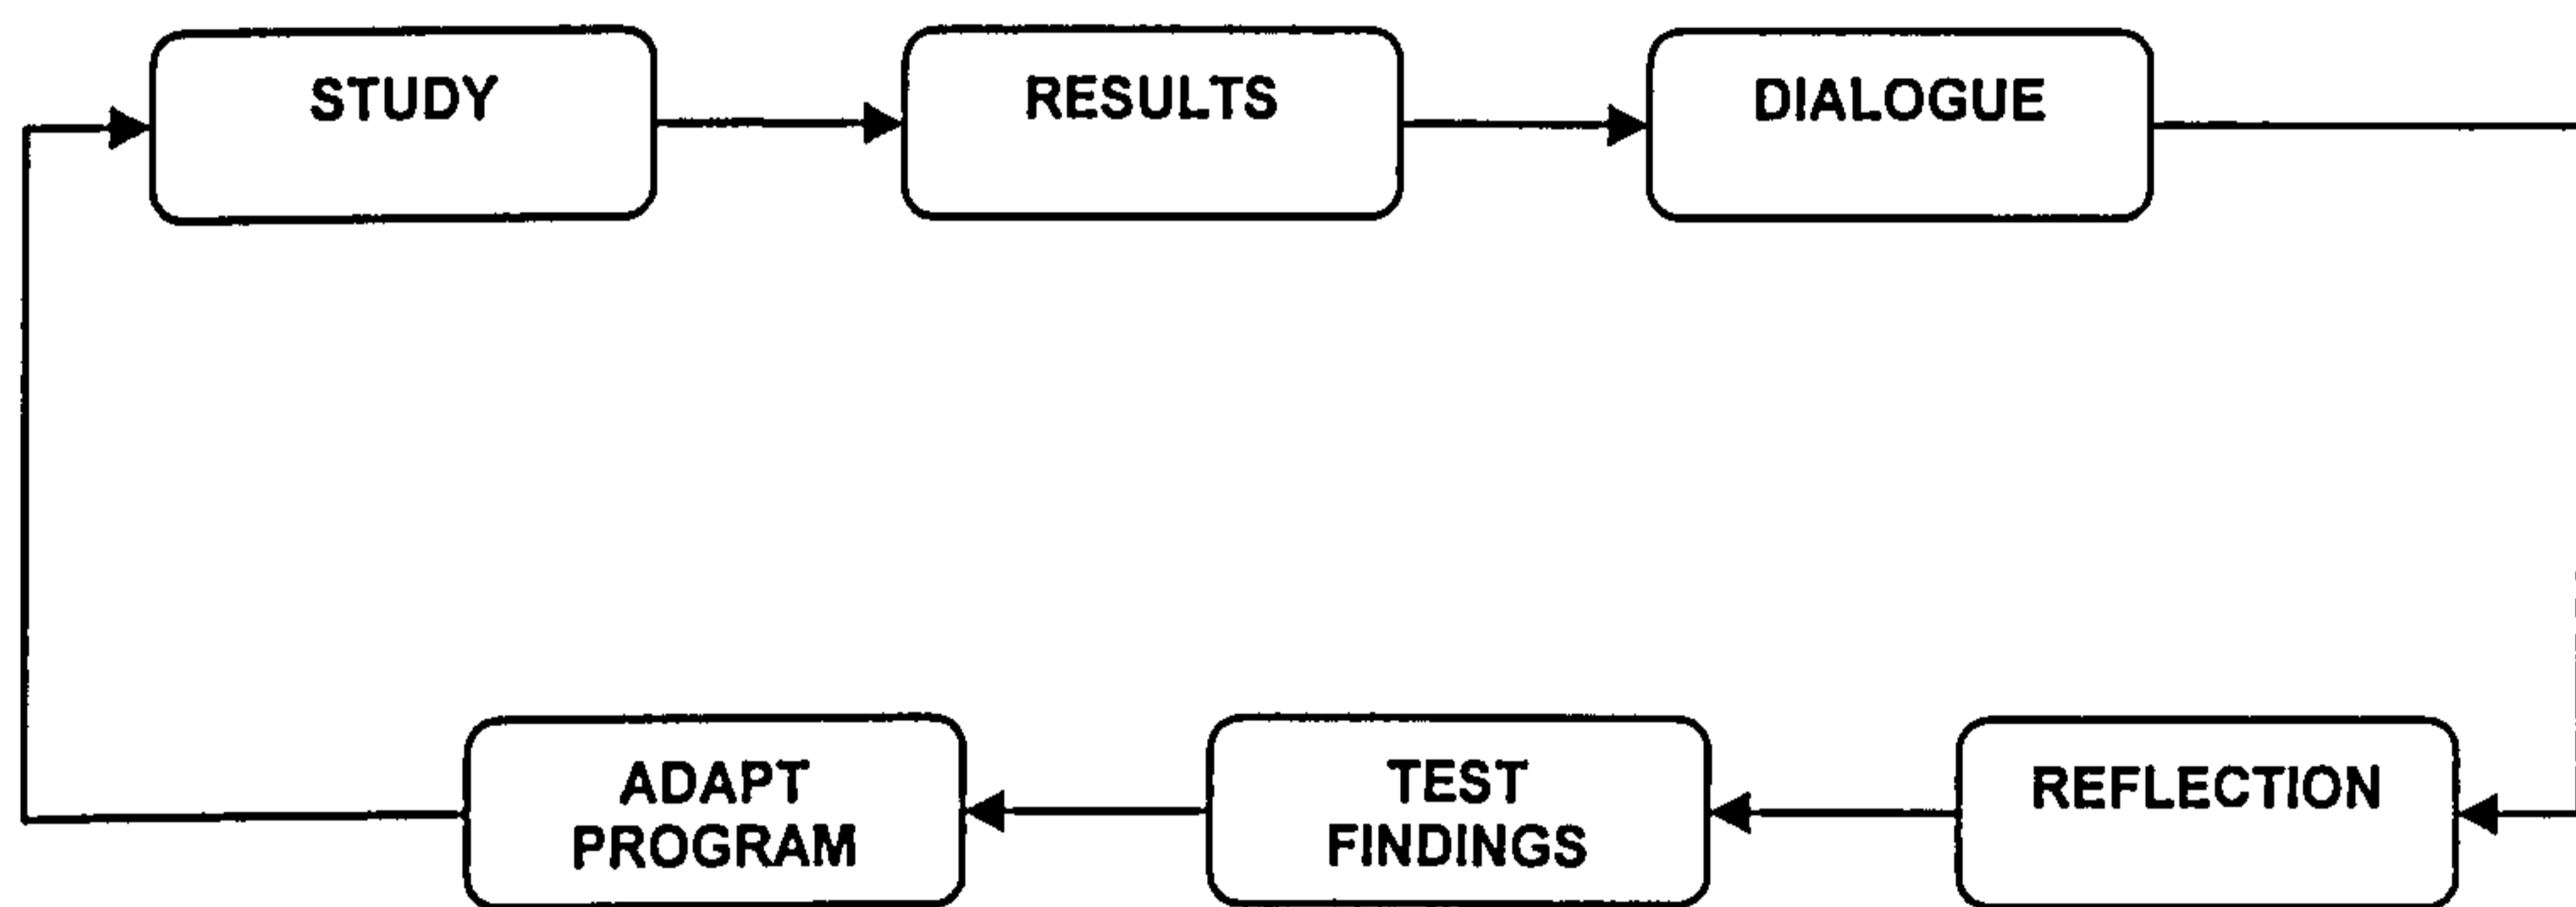 STUDY
RESULTS
DIALOGUE
ADAPT
PROGRAM
TEST
FINDINGS
REFLECTION